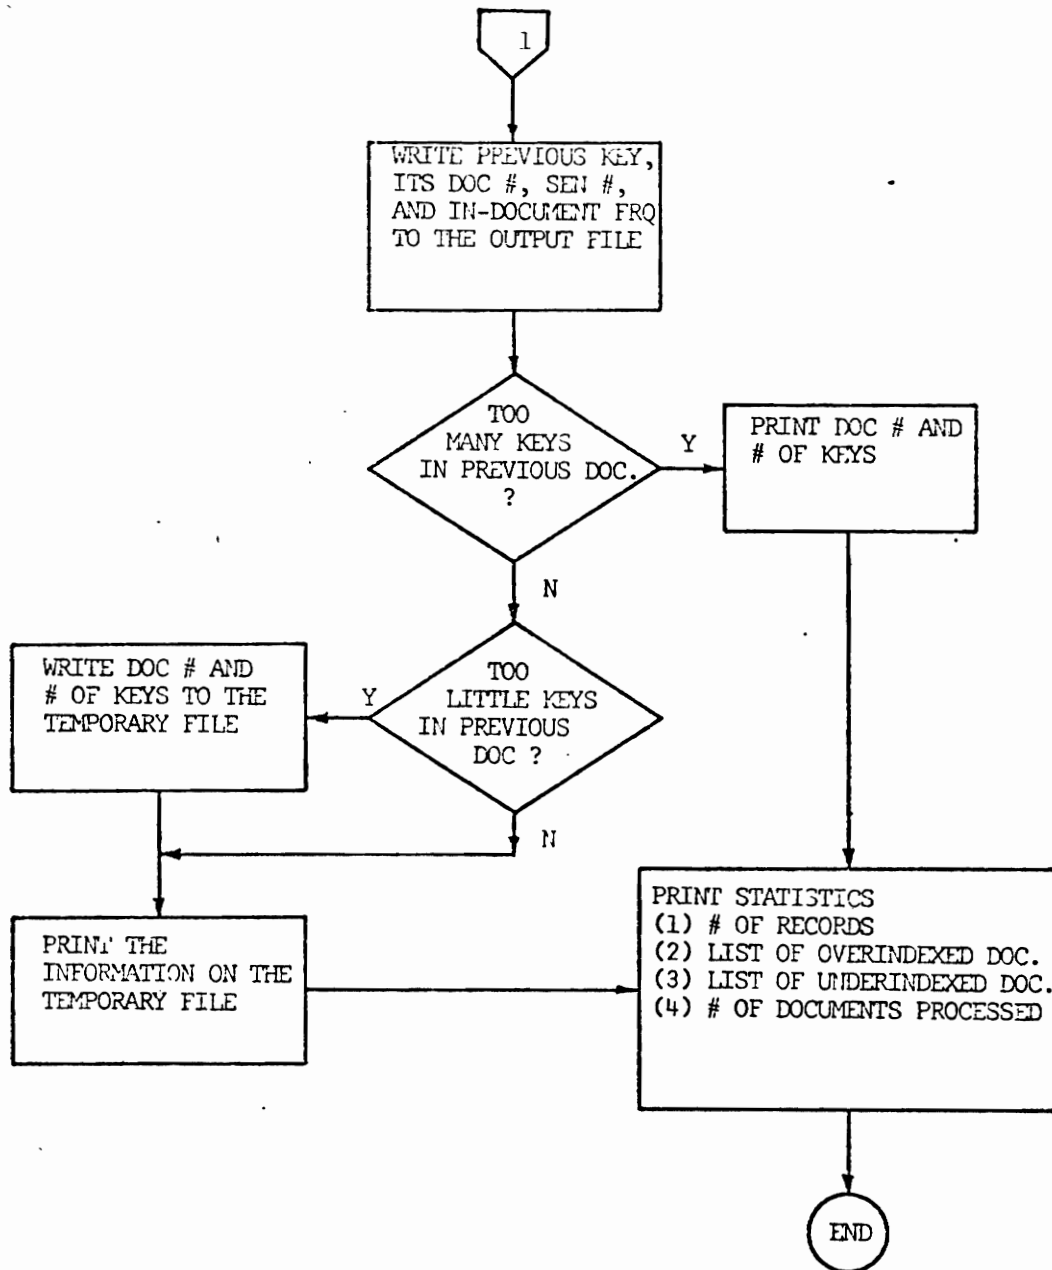 1
WRITE PREVIOUS KEY,
ITS DOC #, SEN #,
AND IN-DOCUMENT FRQ
TO THE OUTPUT FILE
TOO
MANY KEYS
IN PREVIOUS DOC.
?
Y
PRINT DOC # AND
# OF KEYS
N
TOO
LITTLE KEYS
IN PREVIOUS
DOC ?
Y
WRITE DOC # AND
# OF KEYS TO THE
TEMPORARY FILE
N
PRINT THE
INFORMATION ON THE
TEMPORARY FILE
PRINT STATISTICS
(1) # OF RECORDS
(2) LIST OF OVERINDEXED DOC.
(3) LIST OF UNDERINDEXED DOC.
(4) # OF DOCUMENTS PROCESSED
END